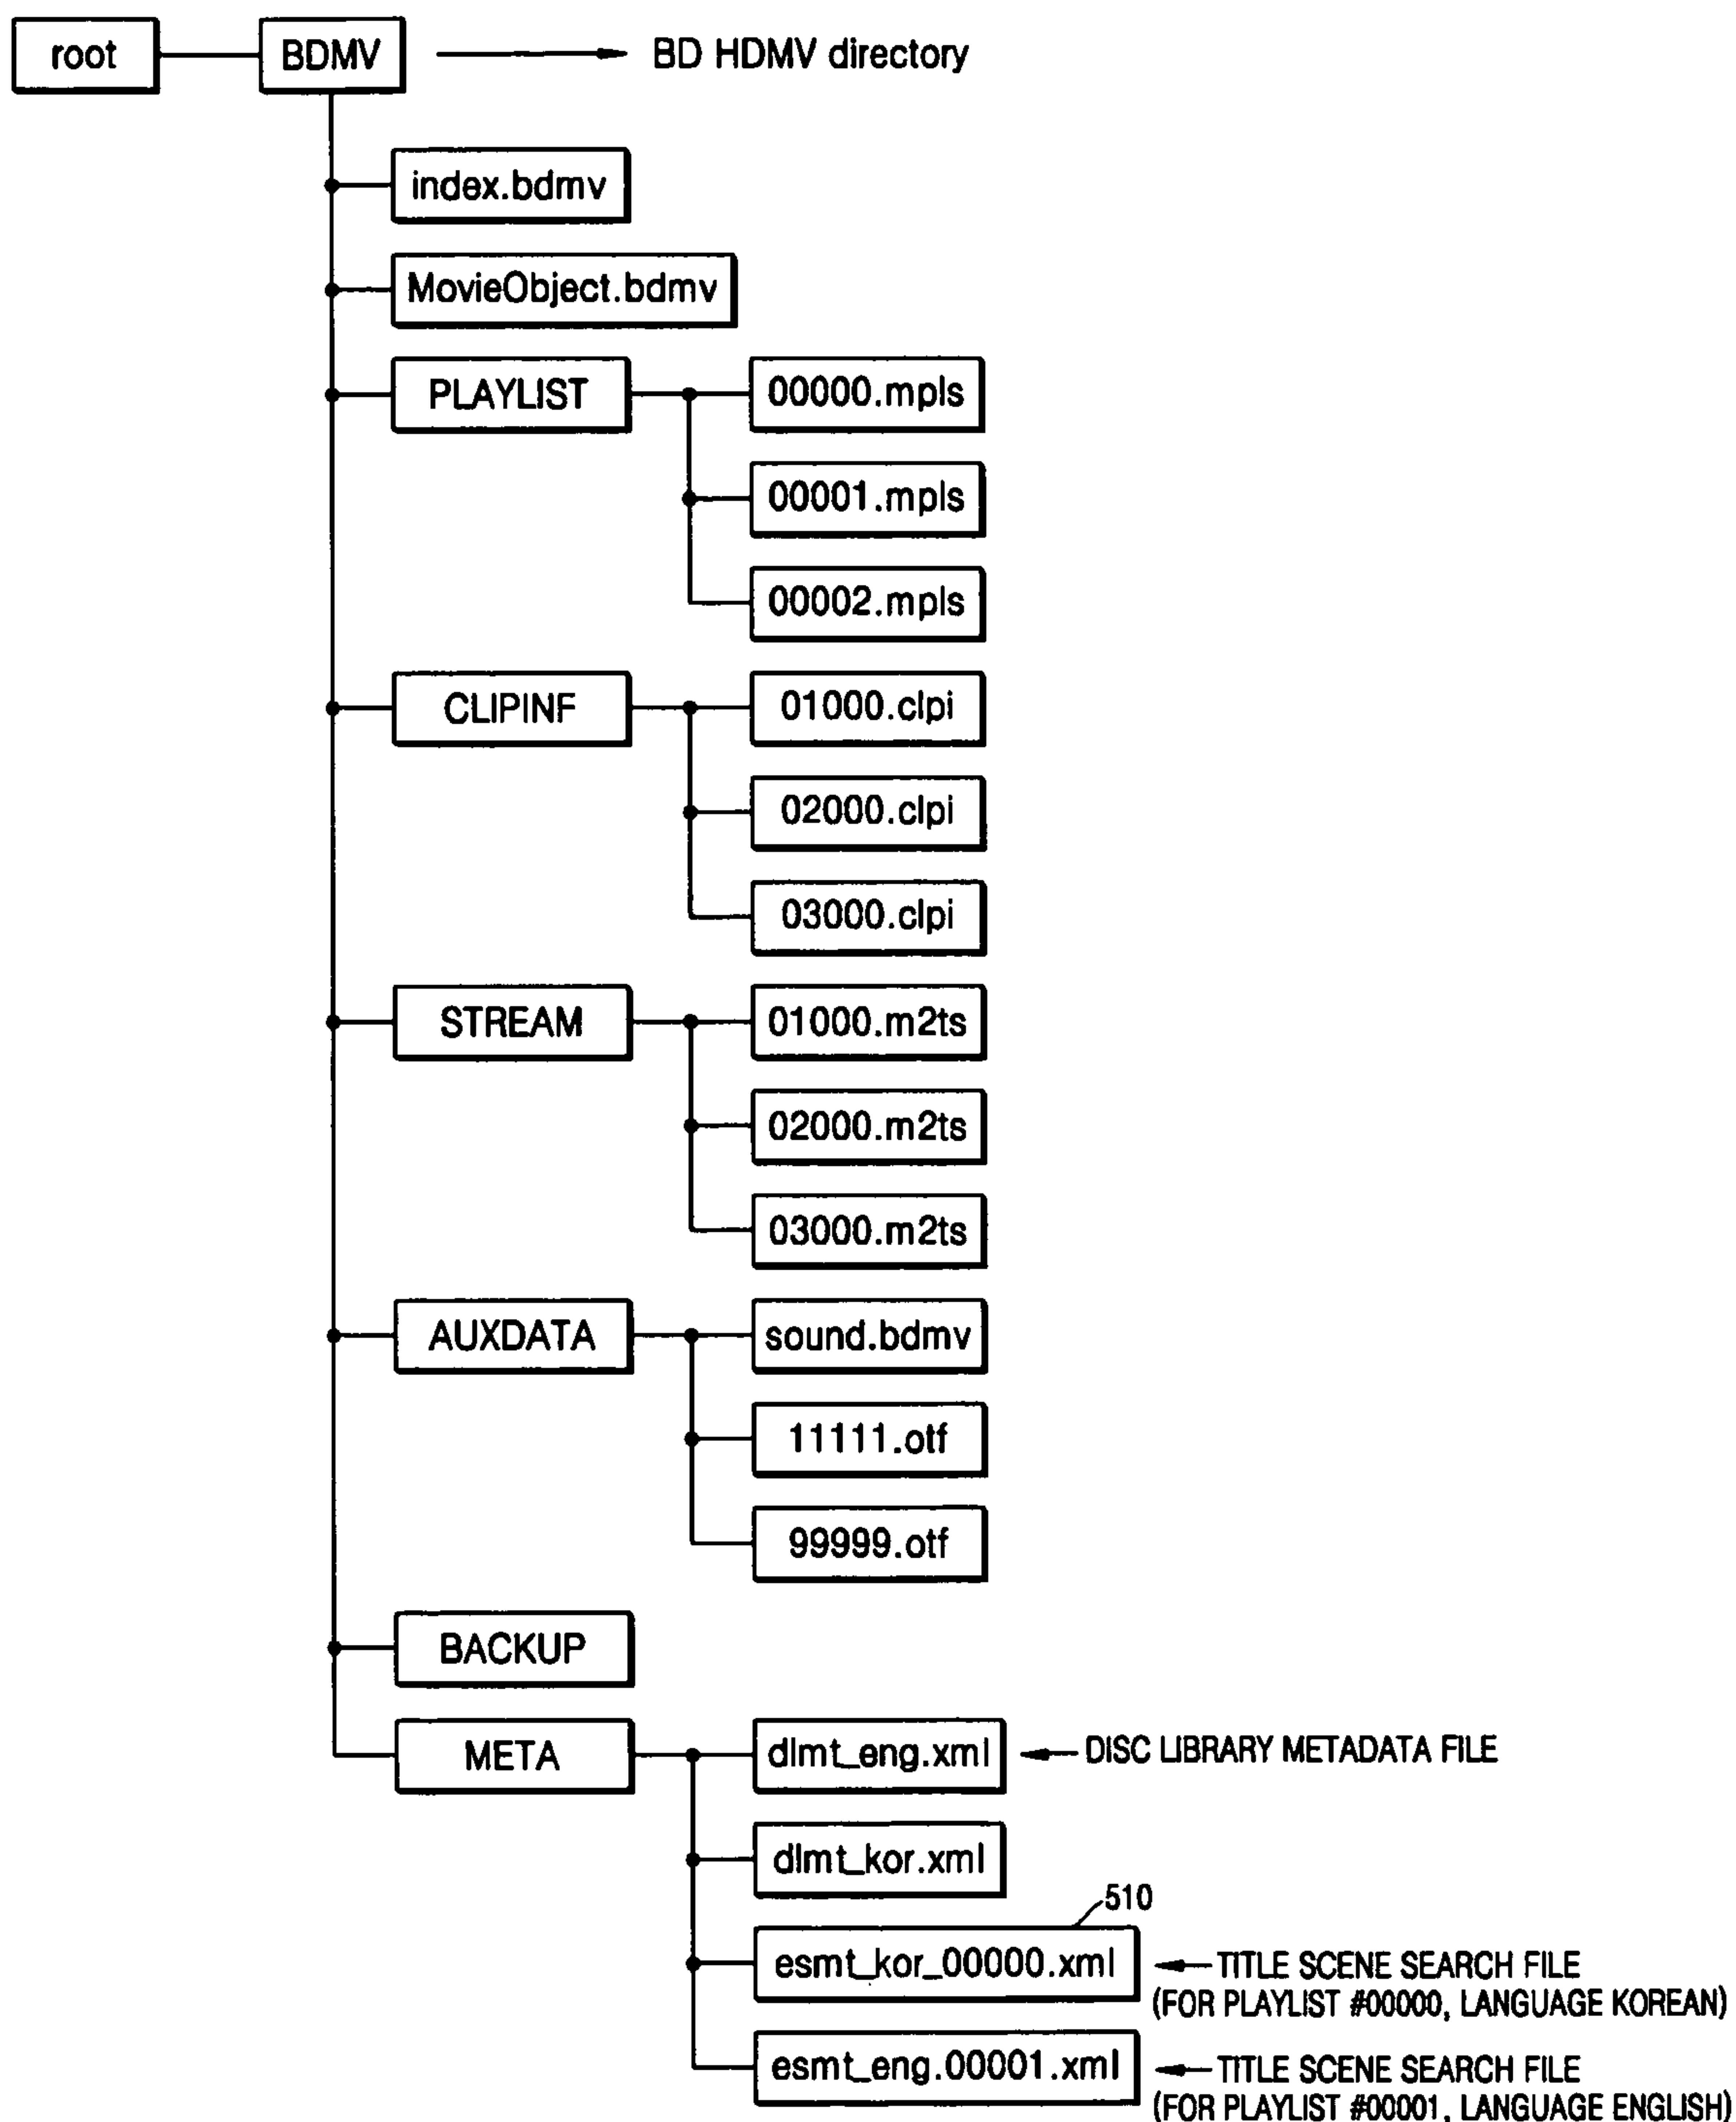 root
BDMV
BD HDMV directory
index.bdmv
MovieObject.bdmv
PLAYLIST
00000.mpls
00001.mpls
00002.mpls
CLIPINF
01000.clpi
02000.clpi
03000.clpi
STREAM
01000.m2ts
02000.m2ts
03000.m2ts
AUXDATA
sound.bdmv
11111.otf
99999.otf
BACKUP
META
dlmt_eng.xml
DISC LIBRARY METADATA FILE
dlmt_kor.xml
510
esmt_kor_00000.xml
TITLE SCENE SEARCH FILE
(FOR PLAYLIST #00000, LANGUAGE KOREAN)
esmt_eng.00001.xml
TITLE SCENE SEARCH FILE
(FOR PLAYLIST #00001, LANGUAGE ENGLISH)